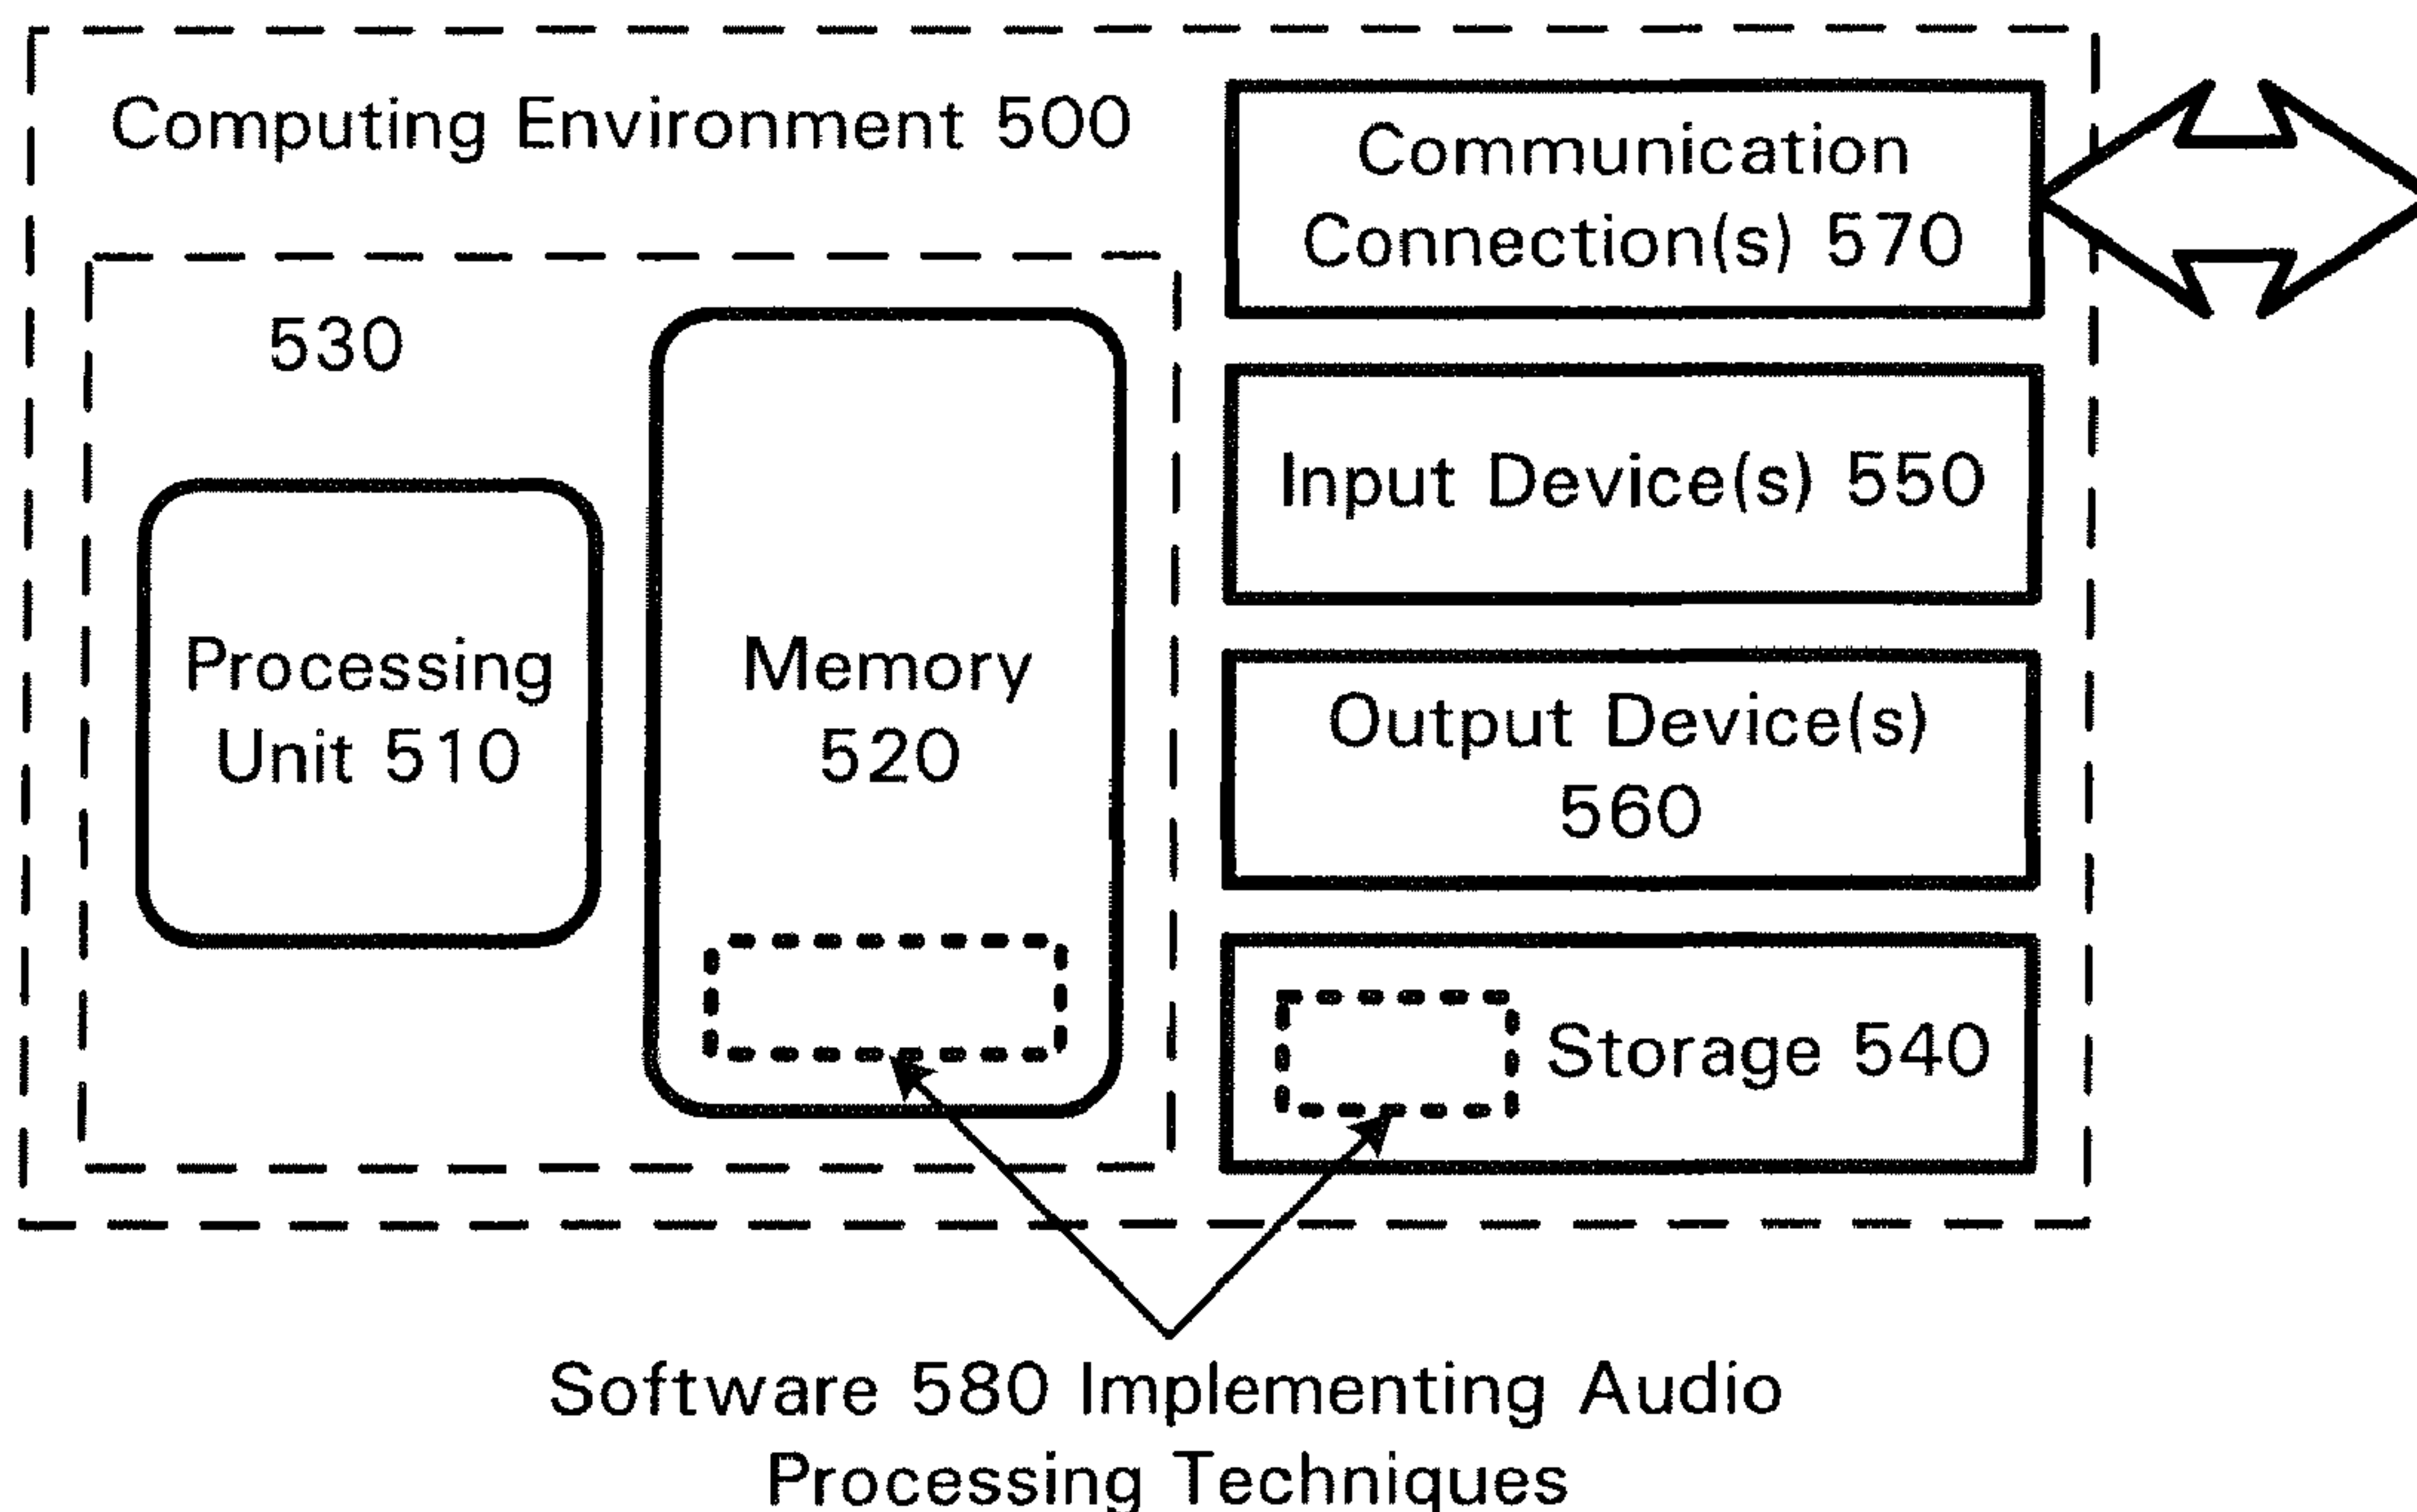 Computing Environment 500
Communication
Connection(s) 570
530
Input Device(s) 550
Processing
Unit 510
Memory
520
Output Device(s)
560
Storage 540
Software 580 Implementing Audio
Processing Techniques